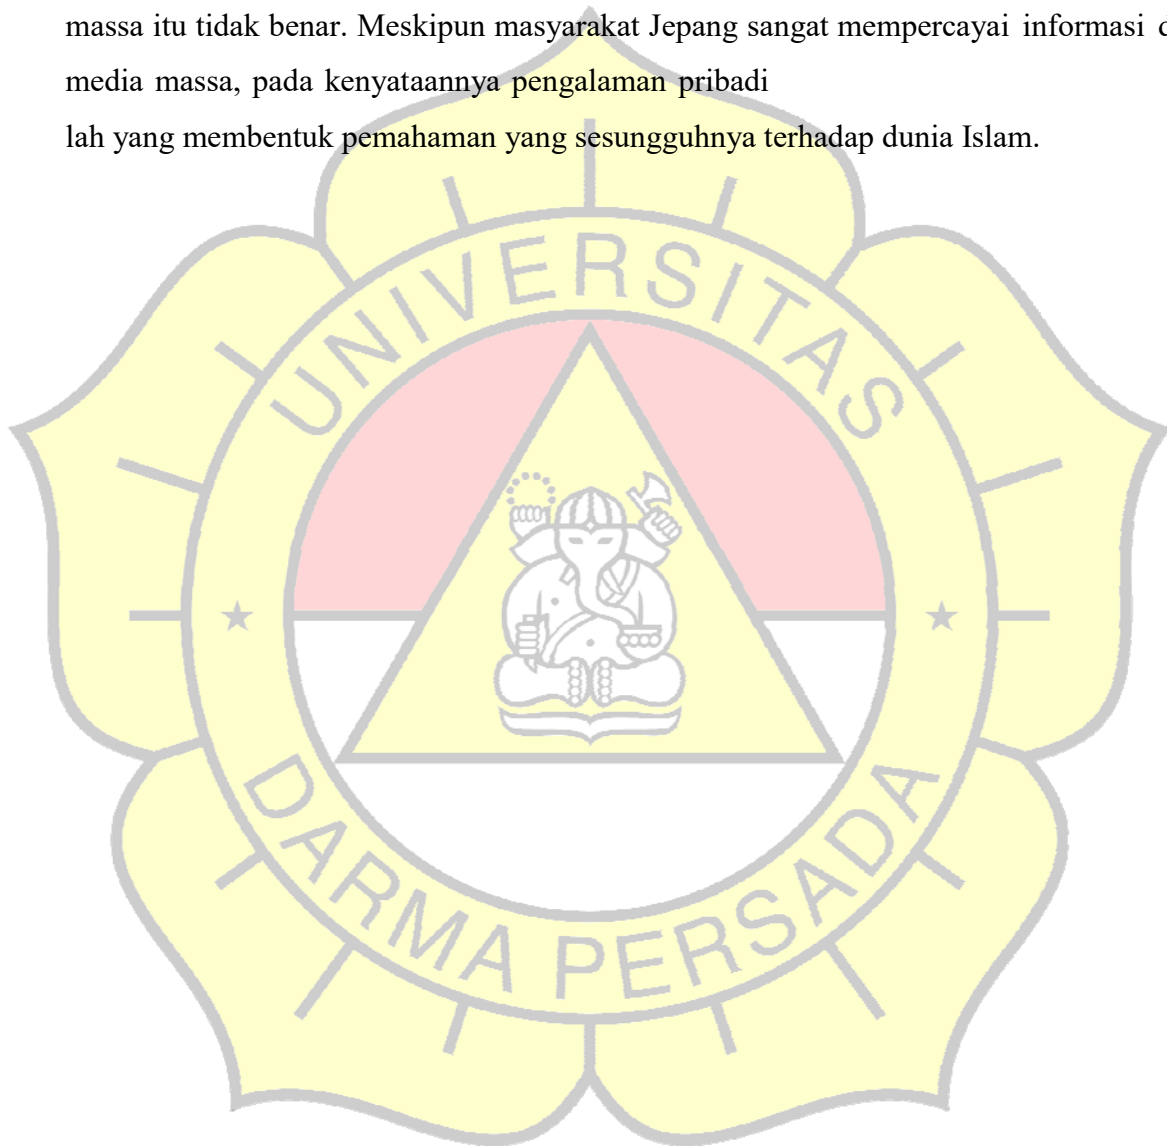 massa itu tidak benar. Meskipun masyarakat Jepang sangat mempercayai informasi
media massa, pada kenyataannya pengalaman pribadi
lah yang membentuk pemahaman yang sesungguhnya terhadap dunia Islam.
UNIVERSITAS
DARMA PERSADA